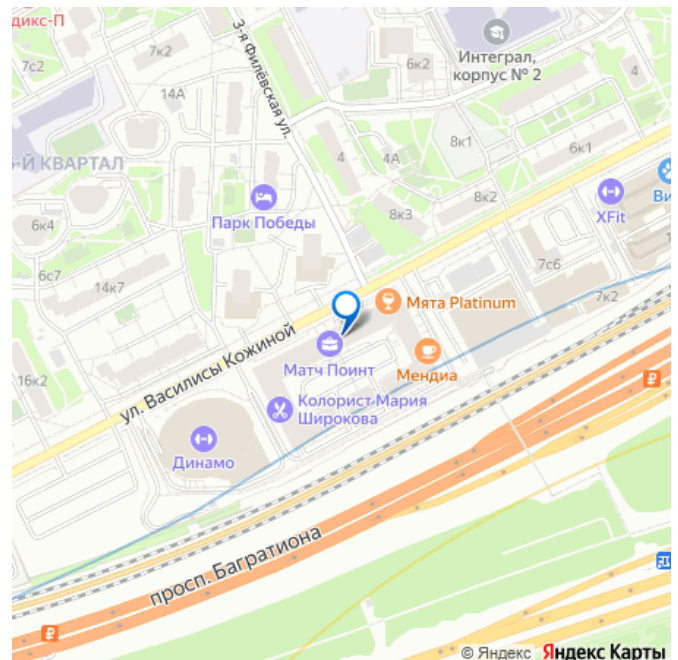 дикс-П
7к2
7с2
14А
3-я Филёвская ул.
6к2
Интеграл,
корпус № 2
4
-Й КВАРТАЛ
4
4А
8к1
6к1
8к2
8к3
XFit
Ви
Парк Победы
6к4
6с7
14к7
7с6
7к2
1
Мята Platinum
ул. Василисы Кожиной
Матч Поинт
Мендиа
16к2
Колорист Мария
Широкова
Динамо
просп. Багратиона
© Яндекс Яндекс Карты